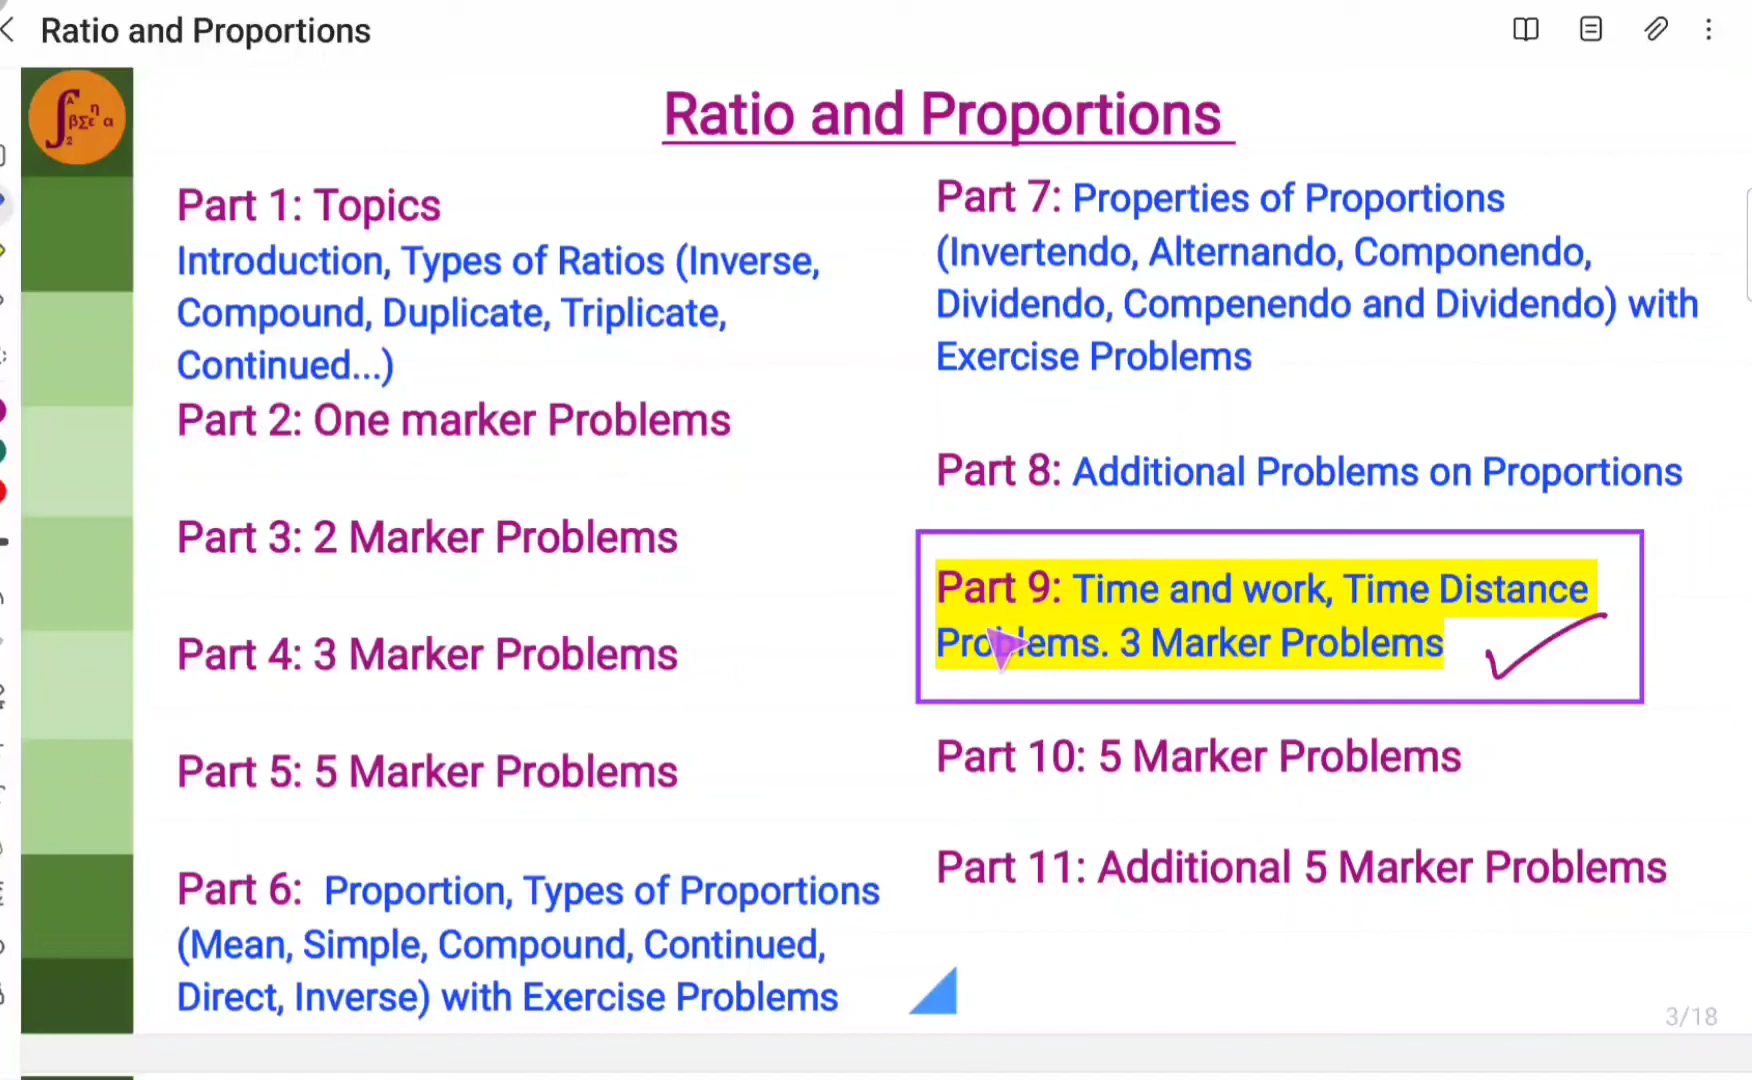 Ratio and Proportions
Ratio and Proportions
Part 1: Topics
Introduction, Types of Ratios (Inverse,
Compound, Duplicate, Triplicate,
Continued...)
Part 2: One marker Problems
Part 3: 2 Marker Problems
Part 4: 3 Marker Problems
Part 5: 5 Marker Problems
Part 6: Proportion, Types of Proportions
(Mean, Simple, Compound, Continued,
Direct, Inverse) with Exercise Problems
Part 7: Properties of Proportions
(Invertendo, Alternando, Componendo,
Dividendo, Compenendo and Dividendo) with
Exercise Problems
Part 8: Additional Problems on Proportions
Part 9: Time and work, Time Distance
Problems. 3 Marker Problems
Part 10: 5 Marker Problems
Part 11: Additional 5 Marker Problems
3/18